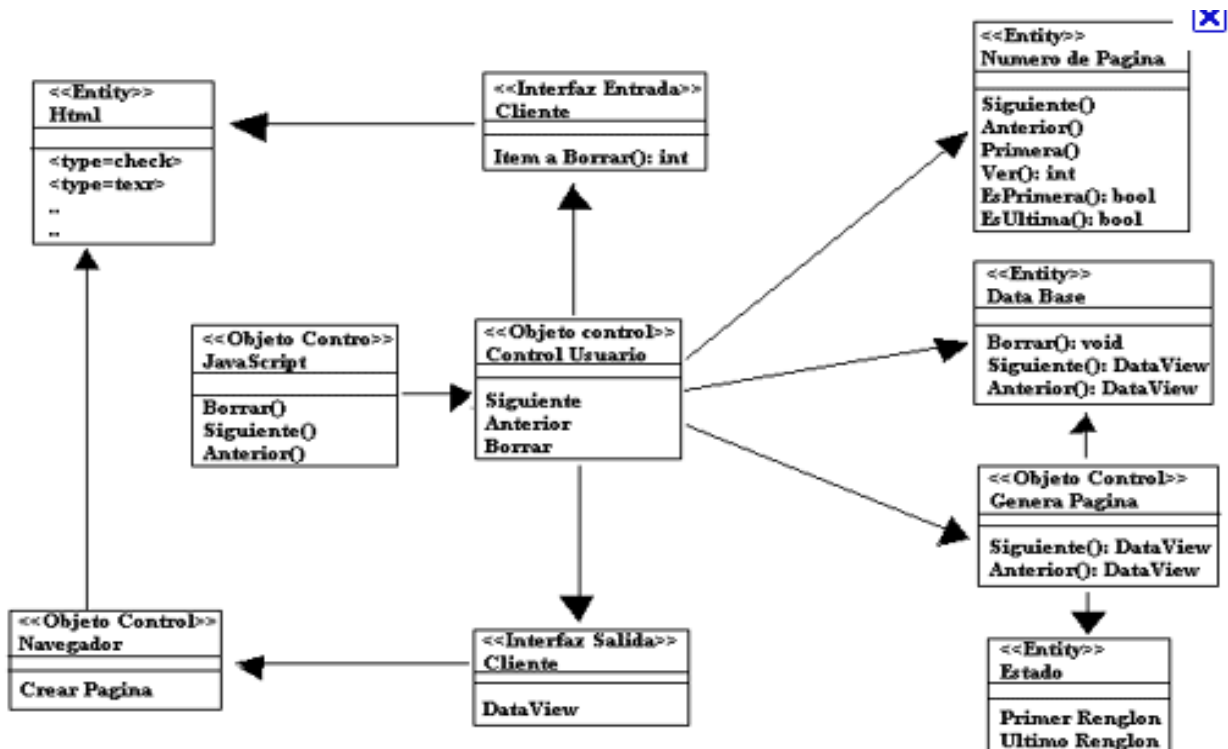 <<Entity>>
Html
<type=check>
<type=texr>
..
..
<<Interfaz Entrada>>
Cliente
Item a Borrar(): int
<<Entity>>
Numero de Pagina
Siguiente()
Anterior()
Primera()
Ver(): int
EsPrimera(): bool
EsUltima(): bool
<<Objeto Contro>>
JavaScript
Borrar()
Siguiente()
Anterior()
<<Objeto control>>
Control Usuario
Siguiente
Anterior
Borrar
<<Entity>>
Data Base
Borrar(): void
Siguiente(): DataView
Anterior(): DataView
<<Objeto Control>>
Genera Pagina
Siguiente(): DataView
Anterior(): DataView
<<Objeto Control>>
Navegador
Crear Pagina
<<Interfaz Salida>>
Cliente
DataView
<<Entity>>
Estado
Primer Renglon
Ultimo Renglon